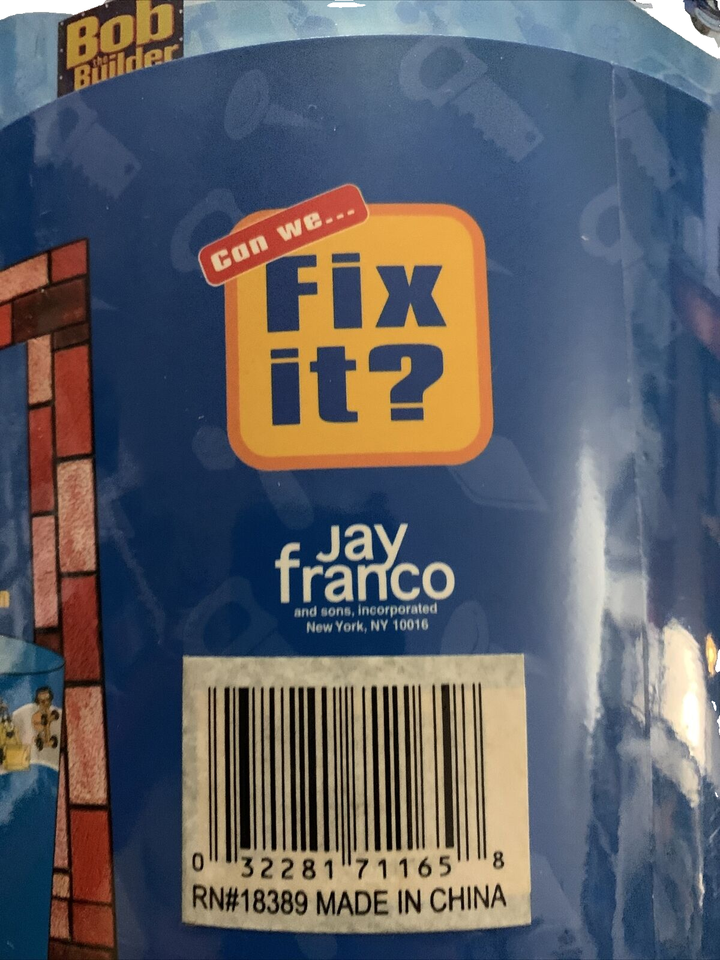 Bob
the
Builder
Can we...
Fix
it?
Jay
franco
and sons, incorporated
New York, NY 10016
0 32281 71165 8
RN#18389 MADE IN CHINA